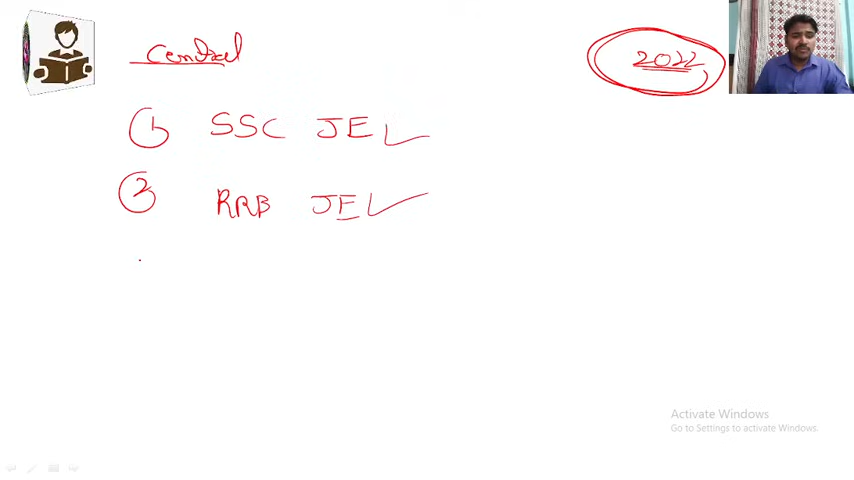 Central
2022
1 SSC JE
2 RRB JE
Activate Windows
Go to Settings to activate Windows.